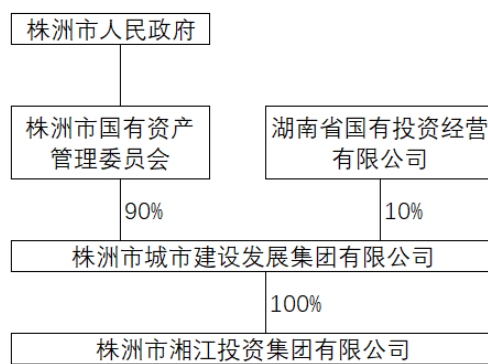 株洲市人民政府
株洲市国有资产
管理委员会
湖南省国有投资经营
有限公司
90%
10%
株洲市城市建设发展集团有限公司
100%
株洲市湘江投资集团有限公司